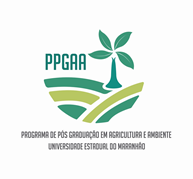 PPGAA
PROGRAMA DE PÓS GRADUAÇÃO EM AGRICULTURA E AMBIENTE
UNIVERSIDADE ESTADUAL DO MARANHÃO